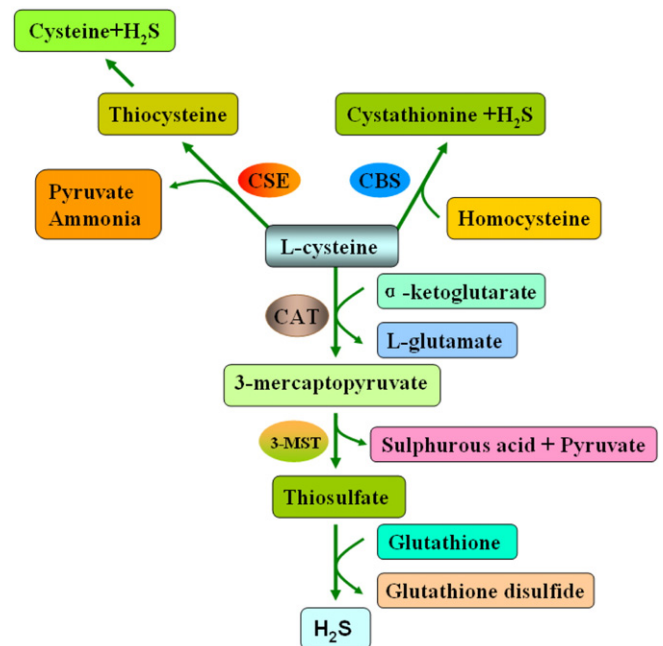 Cysteine+H₂S
Thiocysteine
Cystathionine +H₂S
CSE
CBS
Pyruvate
Ammonia
Homocysteine
L-cysteine
α-ketoglutarate
CAT
L-glutamate
3-mercaptopyruvate
3-MST
Sulphurous acid + Pyruvate
Thiosulfate
Glutathione
Glutathione disulfide
H₂S